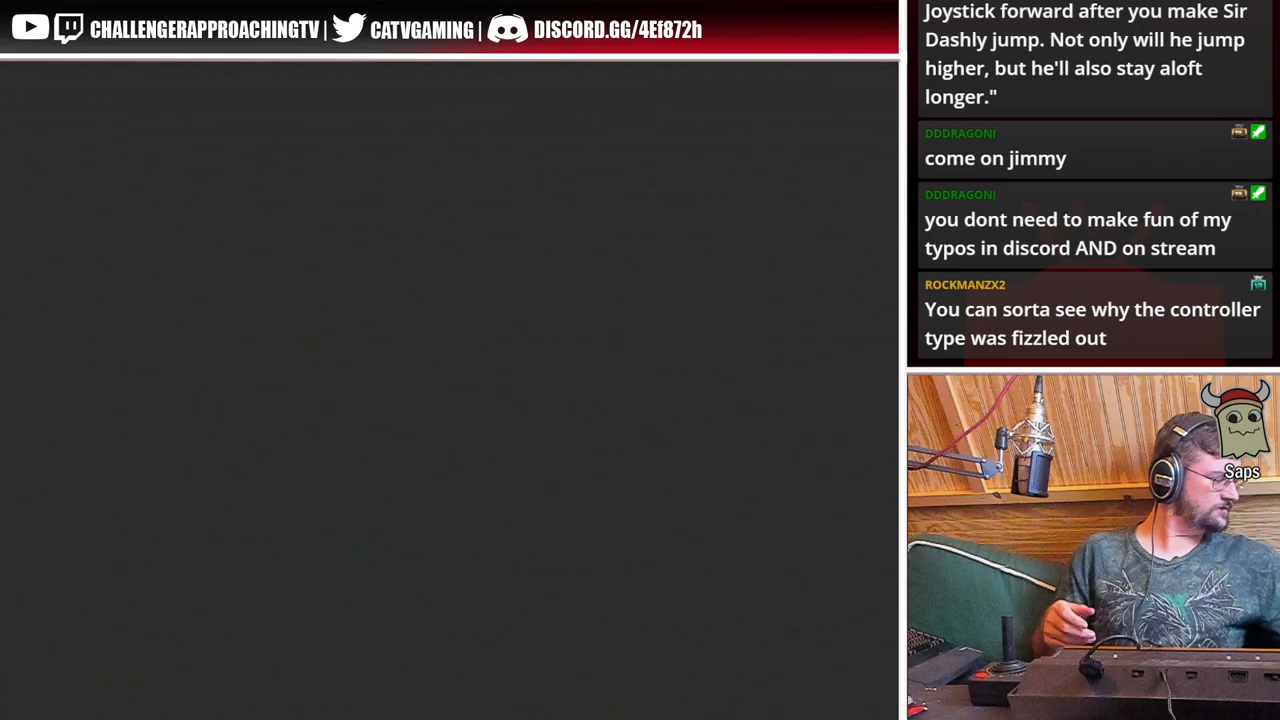 CHALLENGERAPPROACHINGTV | CATVGAMING | DISCORD.GG/4Ef872h
Joystick forward after you make Sir
Dashly jump. Not only will he jump
higher, but he'll also stay aloft
longer."
DDDRAGONI
come on jimmy
DDDRAGONI
you dont need to make fun of my
typos in discord AND on stream
ROCKMANZX2
You can sorta see why the controller
type was fizzled out
Saps